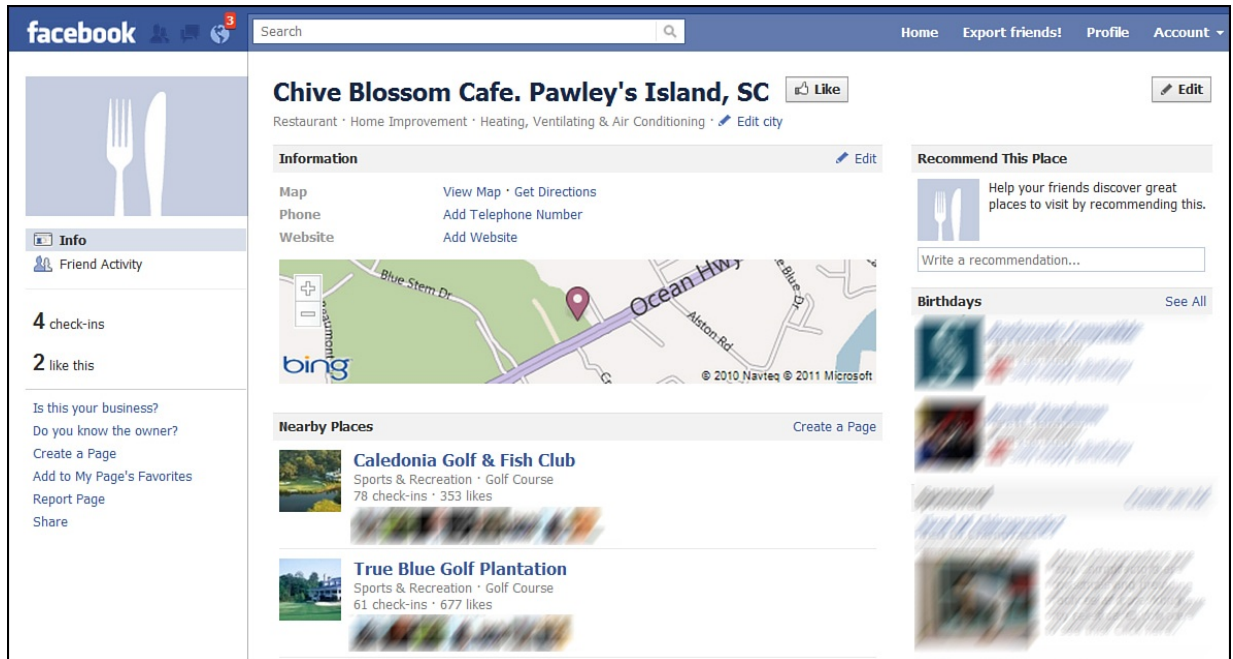 facebook
3
Search
Home Export friends! Profile Account
Chive Blossom Cafe. Pawley's Island, SC Like
Edit
Restaurant · Home Improvement · Heating, Ventilating & Air Conditioning · Edit city
Info
Friend Activity
4 check-ins
2 like this
Is this your business?
Do you know the owner?
Create a Page
Add to My Page's Favorites
Report Page
Share
Information Edit
Map View Map · Get Directions
Phone Add Telephone Number
Website Add Website
Blue Stem Dr
Ocean Hwy
Blue Dr
Alston Rd
bing
© 2010 Navteq © 2011 Microsoft
Nearby Places Create a Page
Caledonia Golf & Fish Club
Sports & Recreation · Golf Course
78 check-ins · 353 likes
True Blue Golf Plantation
Sports & Recreation · Golf Course
61 check-ins · 677 likes
Recommend This Place
Help your friends discover great
places to visit by recommending this.
Write a recommendation...
Birthdays See All